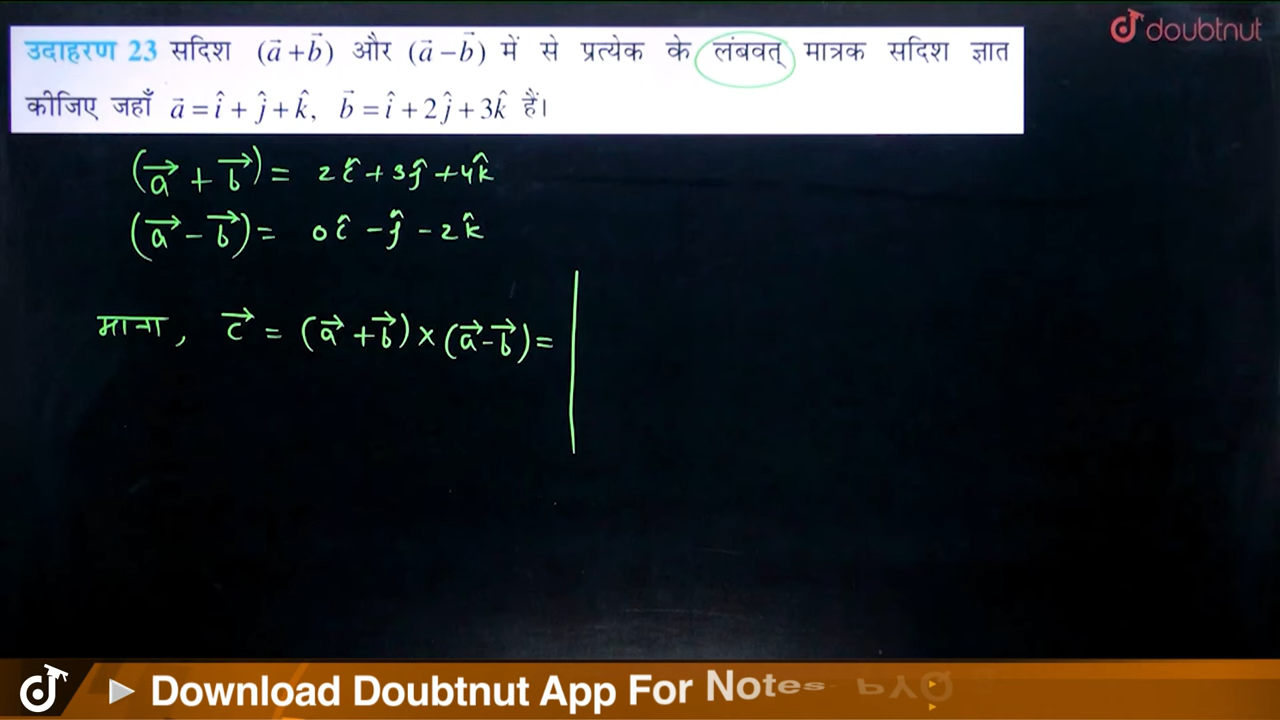 doubtnut
उदाहरण 23 सदिश (a⃗ + b⃗) और (a⃗ − b⃗) में से प्रत्येक के लंबवत् मात्रक सदिश ज्ञात
कीजिए जहाँ a⃗ = î + ĵ + k̂, b⃗ = î + 2ĵ + 3k̂ हैं।
(a⃗ + b⃗) = 2î + 3ĵ + 4k̂
(a⃗ − b⃗) = 0î − ĵ − 2k̂
माना, c⃗ = (a⃗ + b⃗) × (a⃗ − b⃗) =
Download Doubtnut App For Notes